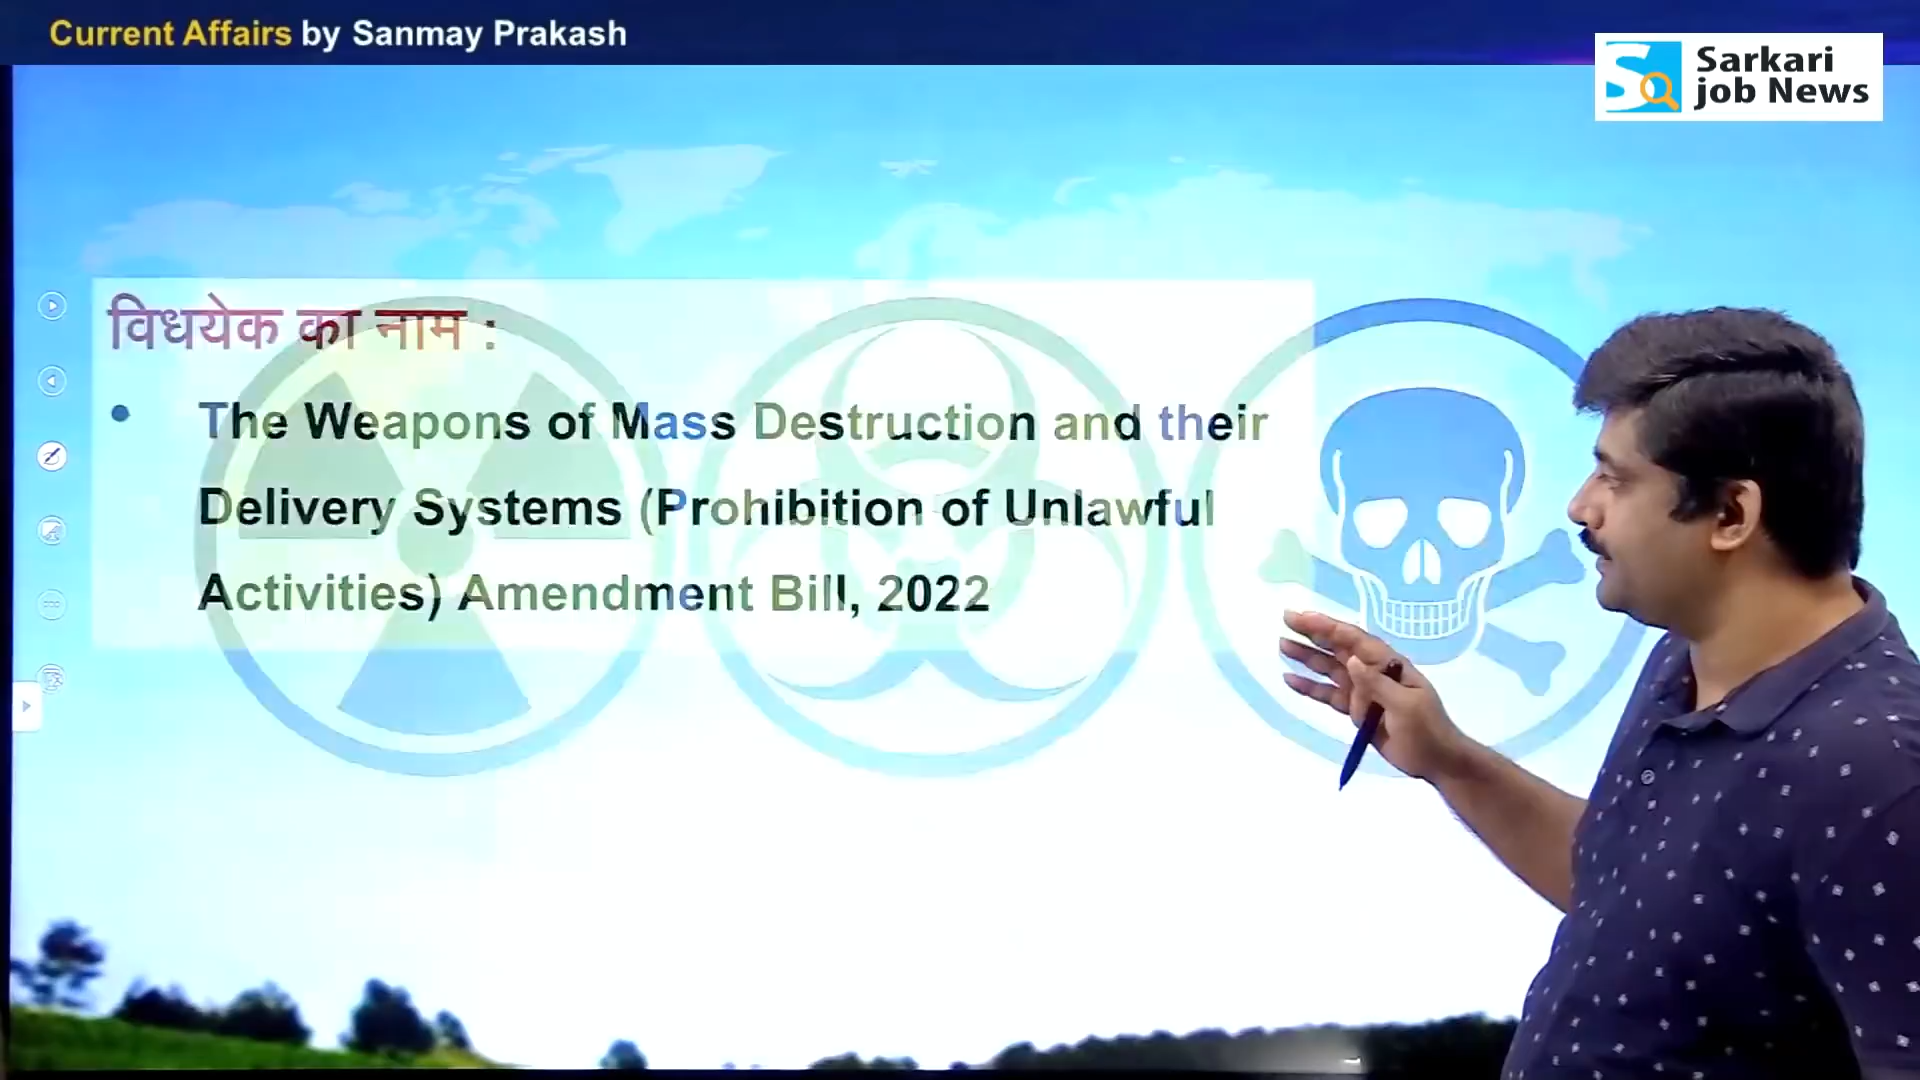 Current Affairs by Sanmay Prakash
Sarkari
job News
विधयेक का नाम :
• The Weapons of Mass Destruction and their
Delivery Systems (Prohibition of Unlawful
Activities) Amendment Bill, 2022